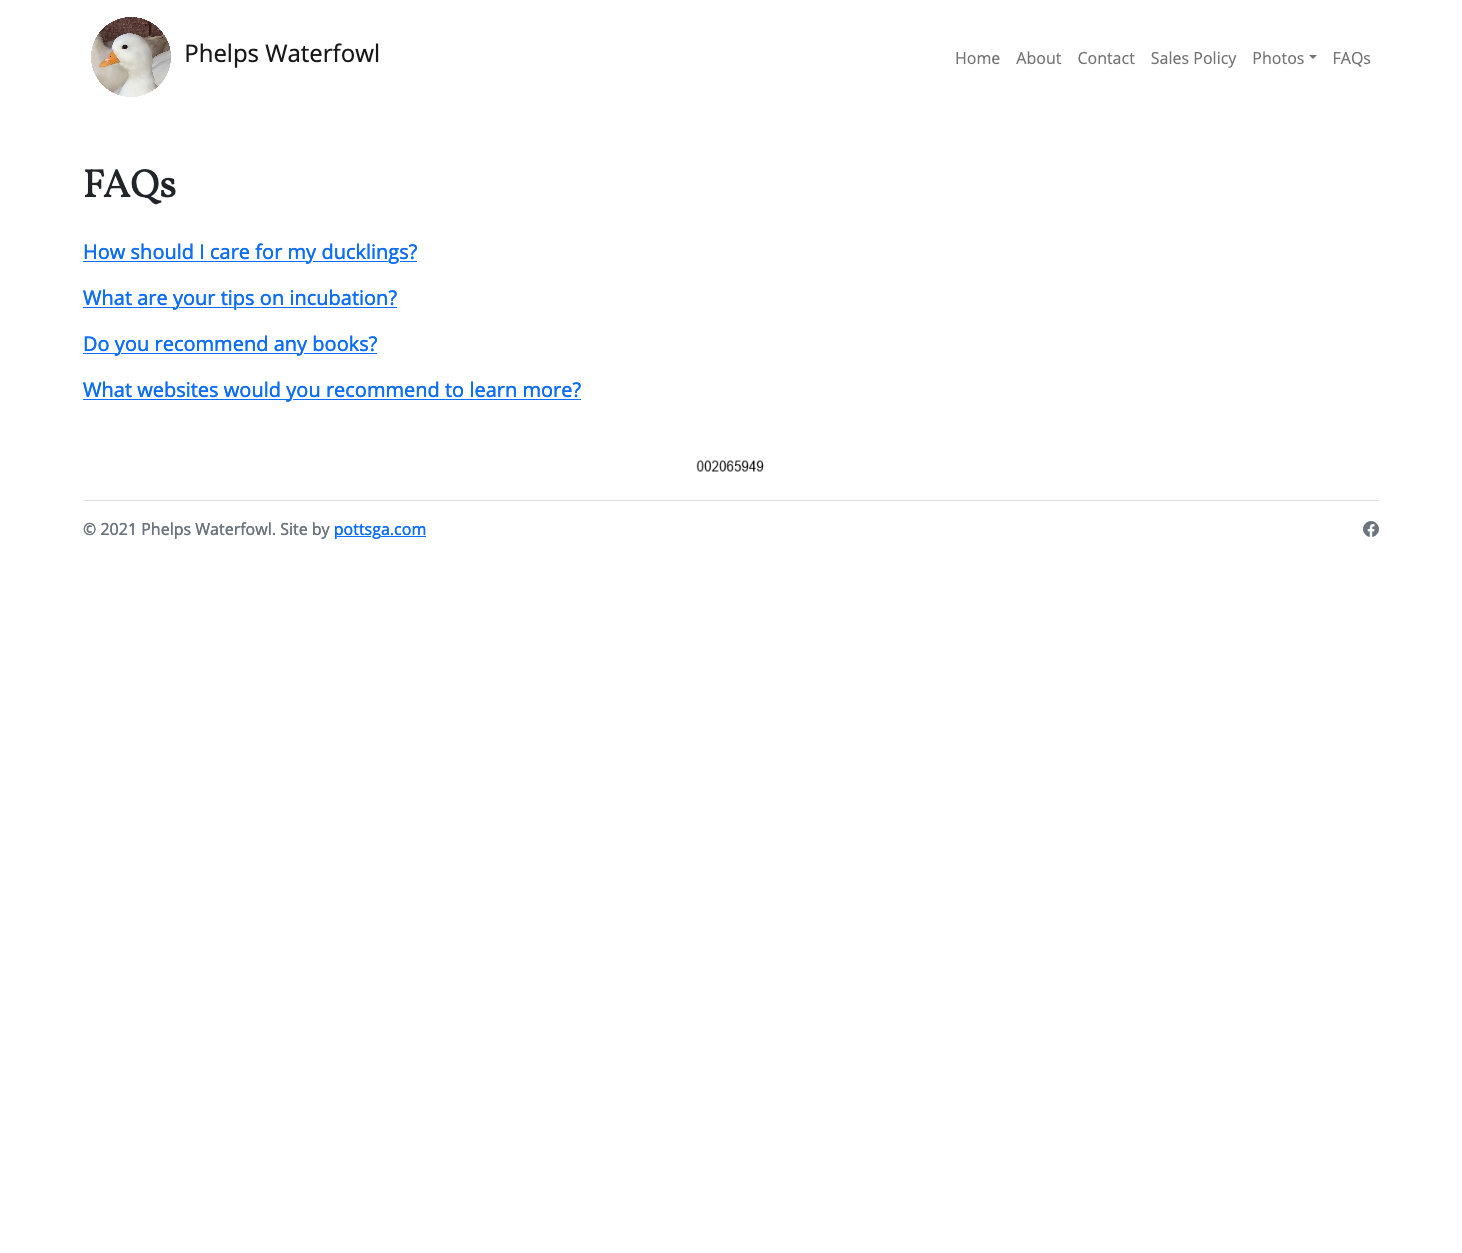 Phelps Waterfowl
Home About Contact Sales Policy Photos FAQs
FAQs
How should I care for my ducklings?
What are your tips on incubation?
Do you recommend any books?
What websites would you recommend to learn more?
002065949
© 2021 Phelps Waterfowl. Site by pottsga.com